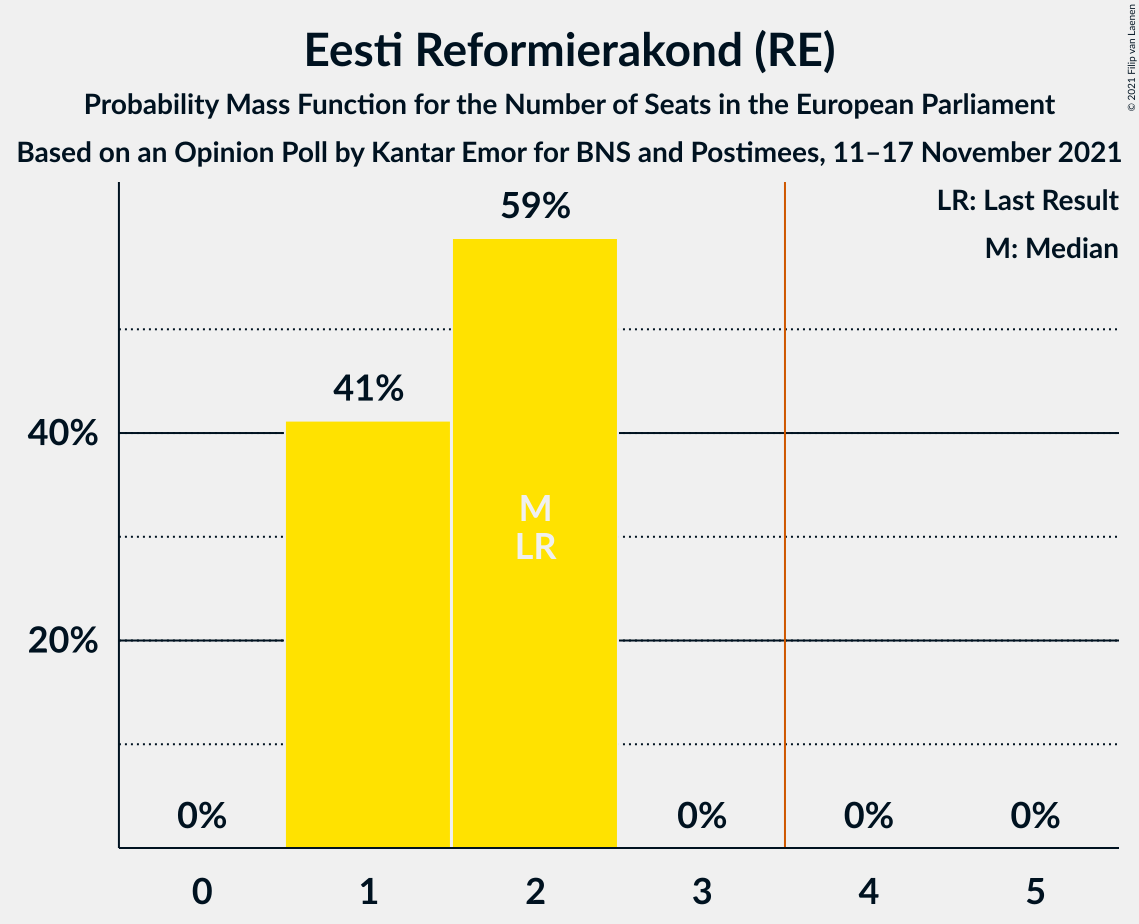 Eesti Reformierakond (RE)
Probability Mass Function for the Number of Seats in the European Parliament
Based on an Opinion Poll by Kantar Emor for BNS and Postimees, 11–17 November 2021
© 2021 Filip van Laenen
LR: Last Result
M: Median
59%
41%
40%
20%
M
LR
0%
0%
0%
0%
0
1
2
3
4
5